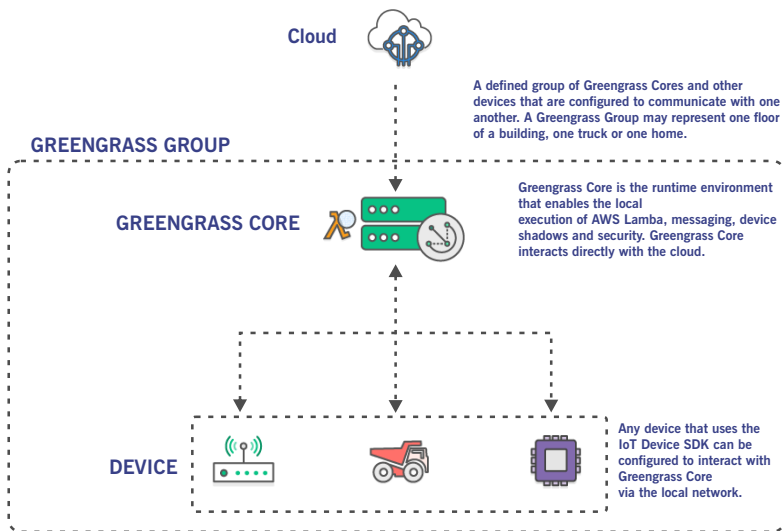 Cloud
A defined group of Greengrass Cores and other
devices that are configured to communicate with one
another. A Greengrass Group may represent one floor
of a building, one truck or one home.
GREENGRASS GROUP
Greengrass Core is the runtime environment
that enables the local
execution of AWS Lamba, messaging, device
shadows and security. Greengrass Core
interacts directly with the cloud.
GREENGRASS CORE
λ
Any device that uses the
IoT Device SDK can be
configured to interact with
Greengrass Core
via the local network.
DEVICE